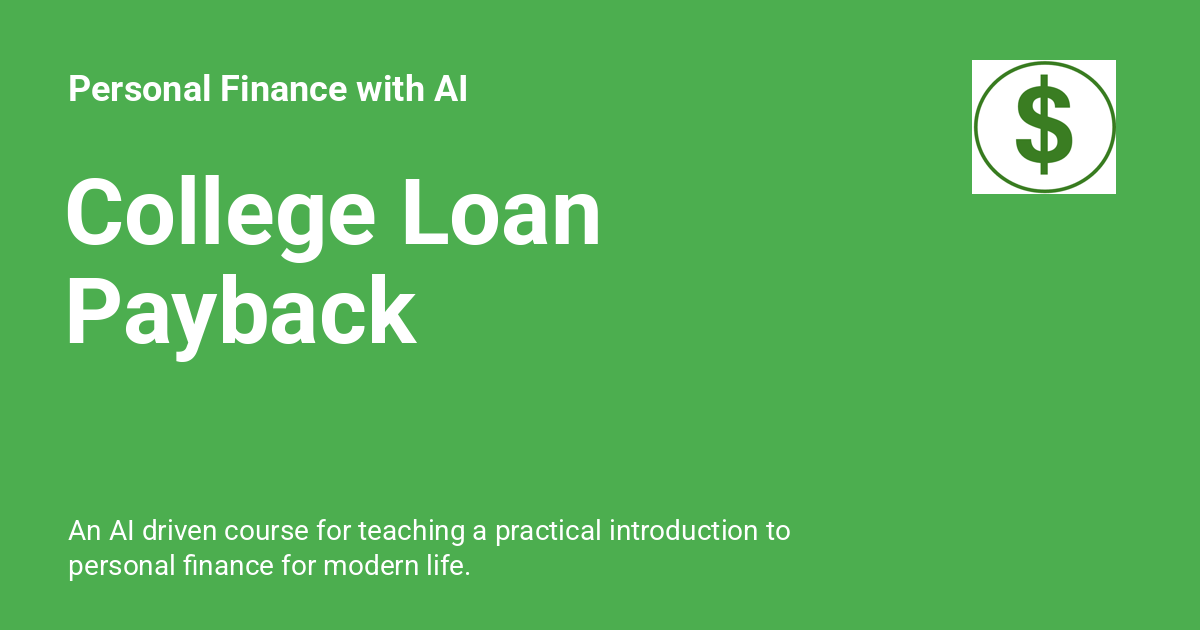 Personal Finance with AI
$
College Loan
Payback
An AI driven course for teaching a practical introduction to
personal finance for modern life.